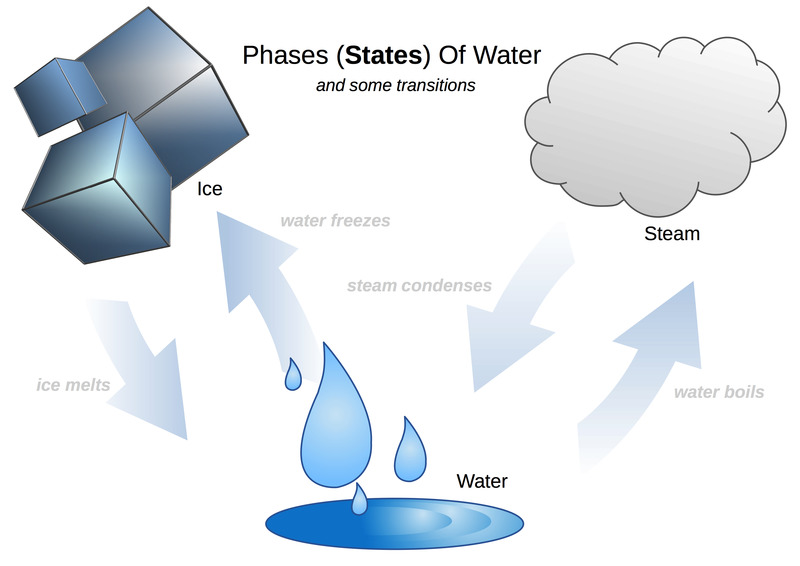 Phases (States) Of Water
and some transitions
Ice
water freezes
Steam
steam condenses
ice melts
water boils
Water